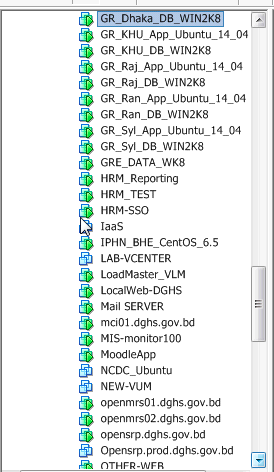 GR_Dhaka_DB_WIN2K8
GR_KHU_App_Ubuntu_14_04
GR_KHU_DB_WIN2K8
GR_Raj_App_Ubuntu_14_04
GR_Raj_DB_WIN2K8
GR_Ran_App_Ubuntu_14_04
GR_Ran_DB_WIN2K8
GR_Syl_App_Ubuntu_14_04
GR_Syl_DB_WIN2K8
GRE_DATA_WK8
HRM_Reporting
HRM_TEST
HRM-SSO
IaaS
IPHN_BHE_CentOS_6.5
LAB-VCENTER
LoadMaster_VLM
LocalWeb-DGHS
Mail SERVER
mci01.dghs.gov.bd
MIS-monitor100
MoodleApp
NCDC_Ubuntu
NEW-VUM
openmrs01.dghs.gov.bd
openmrs02.dghs.gov.bd
opensrp.dghs.gov.bd
Opensrp.prod.dghs.gov.bd
OTHER-WEB